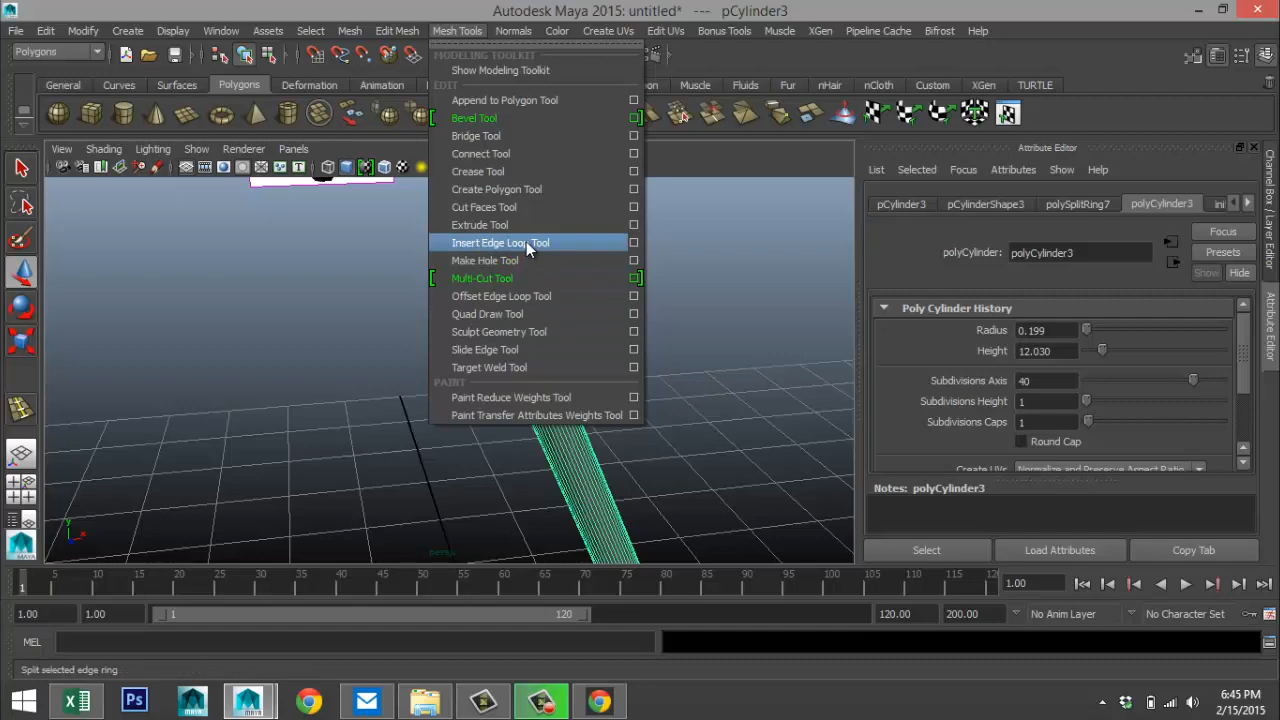 Autodesk Maya 2015: untitled*   ---   pCylinder3
File Edit Modify Create Display Window Assets Select Mesh Edit Mesh Mesh Tools Normals Color Create UVs Edit UVs Bonus Tools Muscle XGen Pipeline Cache Bifrost Help
Polygons
General Curves Surfaces Polygons Deformation Animation Muscle Fluids Fur nHair nCloth Custom XGen TURTLE
View Shading Lighting Show Renderer Panels
MODELING TOOLKIT
Show Modeling Toolkit
EDIT
Append to Polygon Tool
Bevel Tool
Bridge Tool
Connect Tool
Crease Tool
Create Polygon Tool
Cut Faces Tool
Extrude Tool
Insert Edge Loop Tool
Make Hole Tool
Multi-Cut Tool
Offset Edge Loop Tool
Quad Draw Tool
Sculpt Geometry Tool
Slide Edge Tool
Target Weld Tool
PAINT
Paint Reduce Weights Tool
Paint Transfer Attributes Weights Tool
y
x
persp
MAYA
Attribute Editor
List Selected Focus Attributes Show Help
pCylinder3 pCylinderShape3 polySplitRing7 polyCylinder3 ini
polyCylinder: polyCylinder3
Focus
Presets
Show Hide
Poly Cylinder History
Radius 0.199
Height 12.030
Subdivisions Axis 40
Subdivisions Height 1
Subdivisions Caps 1
Round Cap
Create UVs Normalize and Preserve Aspect Ratio
Notes: polyCylinder3
Select Load Attributes Copy Tab
Channel Box / Layer Editor
Attribute Editor
1 5 10 15 20 25 30 35 40 45 50 55 60 65 70 75 80 85 90 95 100 105 110 115 12
1.00
1.00 1.00 1 120 120.00 200.00 No Anim Layer No Character Set
MEL
Split selected edge ring
Ps
6:45 PM
2/15/2015